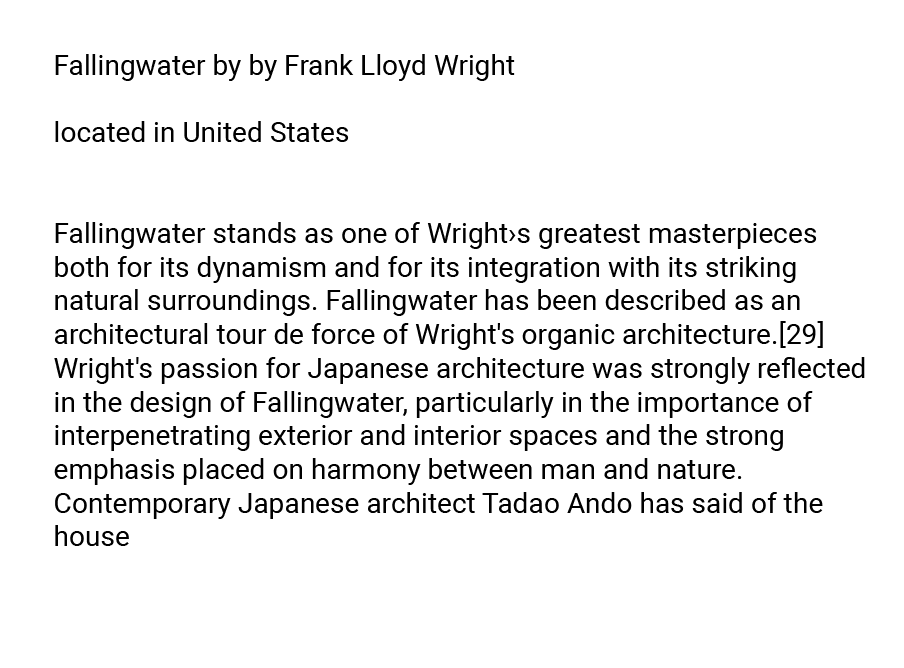 Fallingwater by by Frank Lloyd Wright
located in United States
Fallingwater stands as one of Wright›s greatest masterpieces
both for its dynamism and for its integration with its striking
natural surroundings. Fallingwater has been described as an
architectural tour de force of Wright's organic architecture.[29]
Wright's passion for Japanese architecture was strongly reflected
in the design of Fallingwater, particularly in the importance of
interpenetrating exterior and interior spaces and the strong
emphasis placed on harmony between man and nature.
Contemporary Japanese architect Tadao Ando has said of the
house